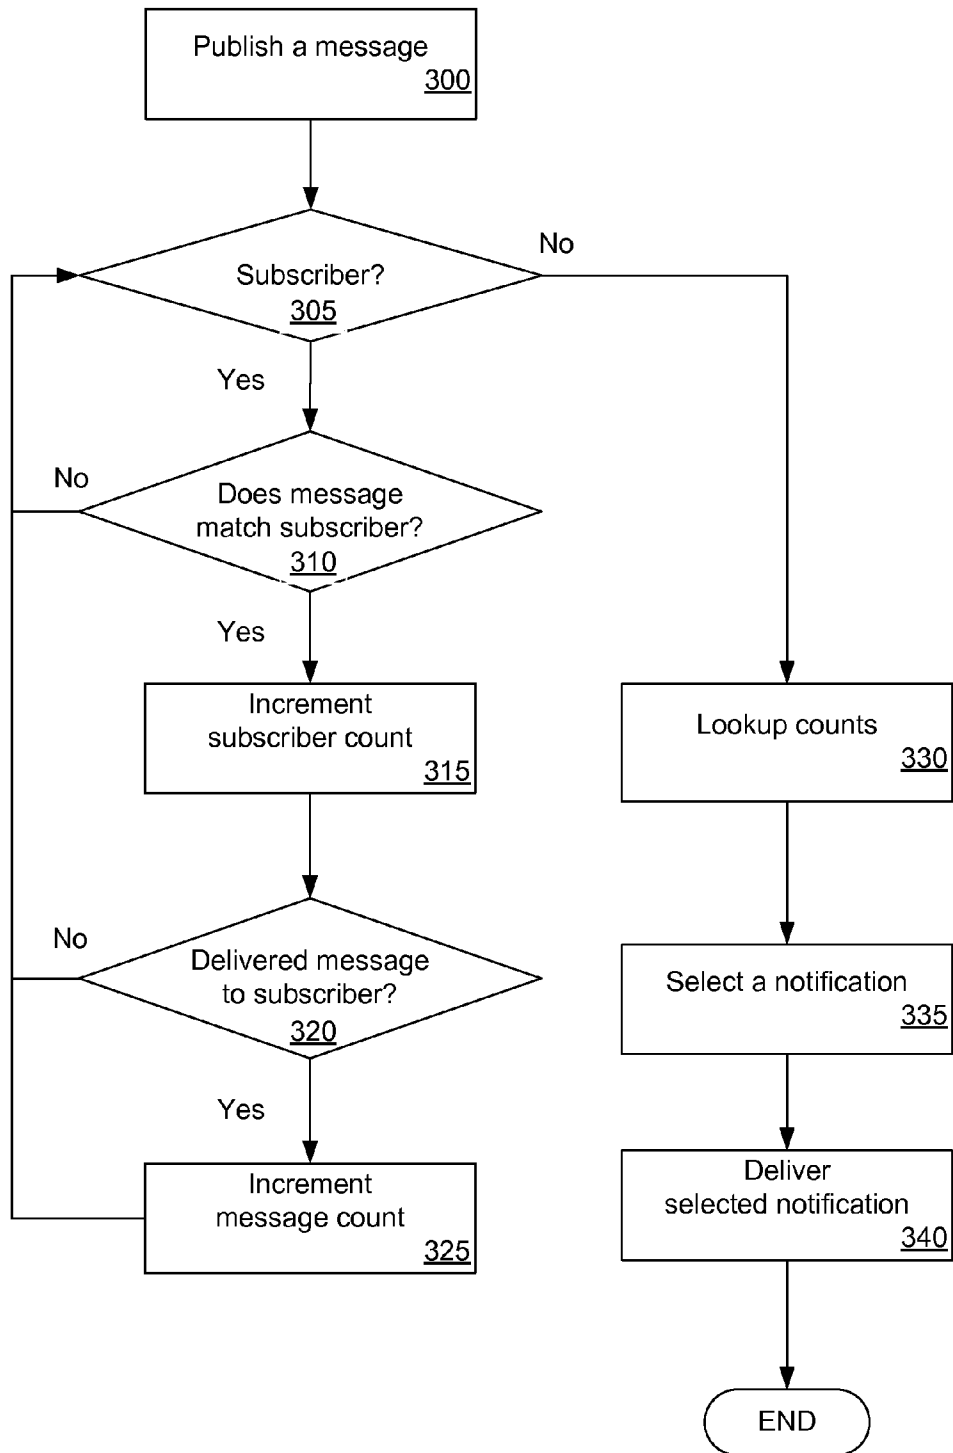 Publish a message
300
No
Subscriber?
305
Yes
No
Does message
match subscriber?
310
Yes
Increment
subscriber count
315
Lookup counts
330
No
Delivered message
to subscriber?
320
Select a notification
335
Yes
Increment
message count
325
Deliver
selected notification
340
END